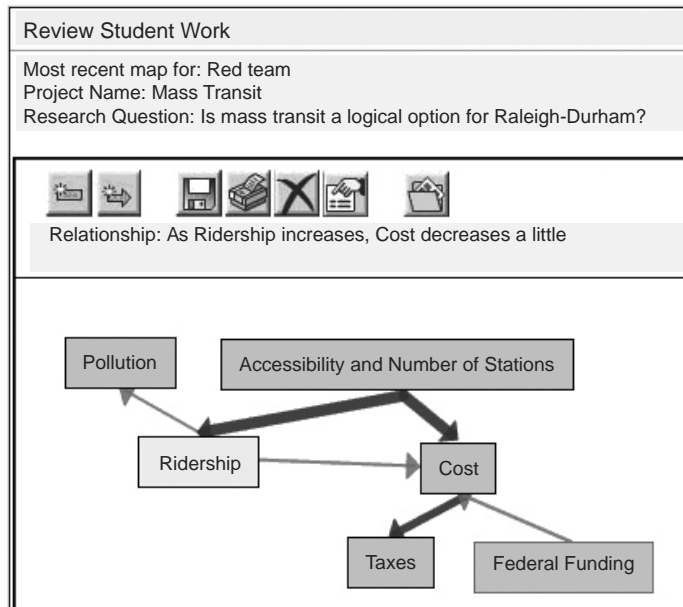 Review Student Work
Most recent map for: Red team
Project Name: Mass Transit
Research Question: Is mass transit a logical option for Raleigh-Durham?
Relationship: As Ridership increases, Cost decreases a little
Pollution
Accessibility and Number of Stations
Ridership
Cost
Taxes
Federal Funding